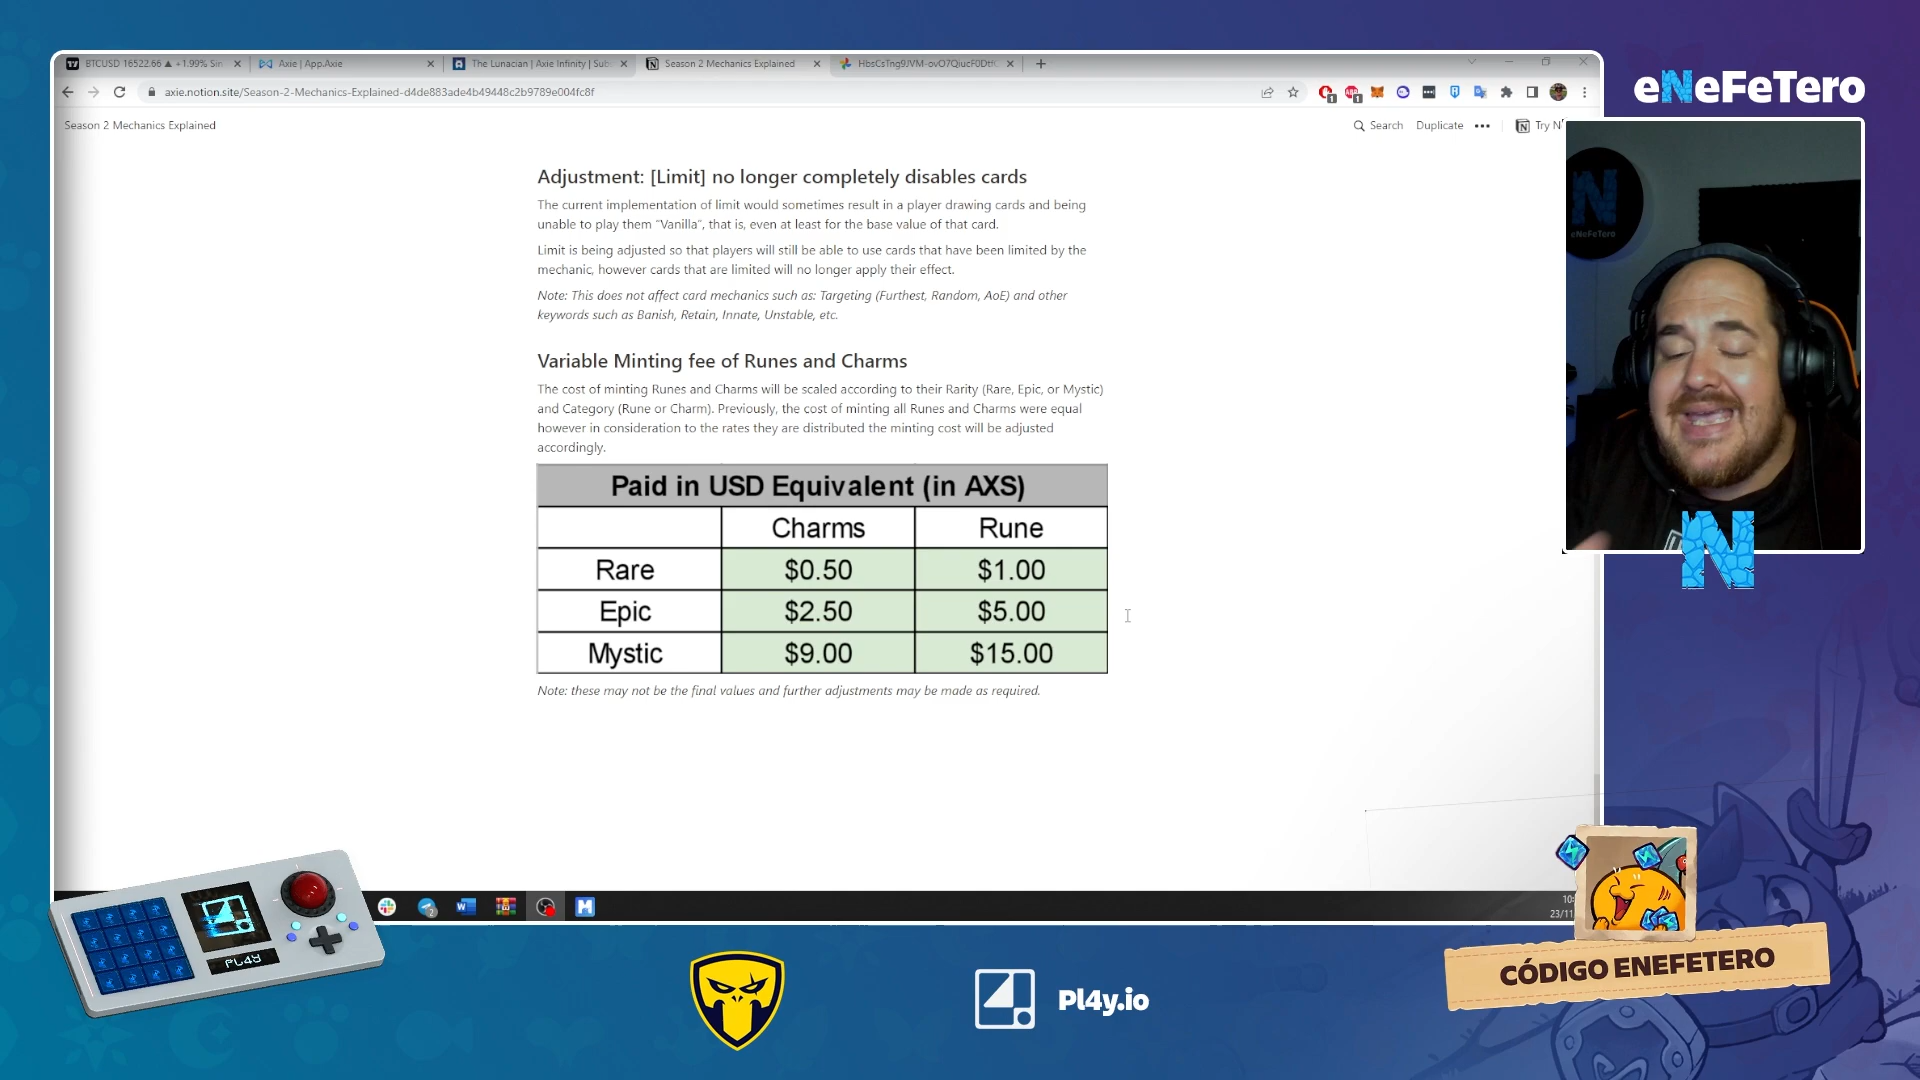 BTCUSD 16522.66 ▲ +1.99% Sin
Axie | App.Axie
The Lunacian | Axie Infinity | Sub
Season 2 Mechanics Explained
axie.notion.site/Season-2-Mechanics-Explained-d4de883ade4b49448c2b9789e004fc8f
Season 2 Mechanics Explained
Search
Duplicate
Try N
eNeFeTero
eNeFeTero
Adjustment: [Limit] no longer completely disables cards
The current implementation of limit would sometimes result in a player drawing cards and being
unable to play them “Vanilla”, that is, even at least for the base value of that card.
Limit is being adjusted so that players will still be able to use cards that have been limited by the
mechanic, however cards that are limited will no longer apply their effect.
Note: This does not affect card mechanics such as: Targeting (Furthest, Random, AoE) and other
keywords such as Banish, Retain, Innate, Unstable, etc.
Variable Minting fee of Runes and Charms
The cost of minting Runes and Charms will be scaled according to their Rarity (Rare, Epic, or Mystic)
and Category (Rune or Charm). Previously, the cost of minting all Runes and Charms were equal
however in consideration to the rates they are distributed the minting cost will be adjusted
accordingly.
Paid in USD Equivalent (in AXS)
Charms Rune
Rare $0.50 $1.00
Epic $2.50 $5.00
Mystic $9.00 $15.00
Note: these may not be the final values and further adjustments may be made as required.
N
PL4Y
23/11
Pl4y.io
CÓDIGO ENEFETERO